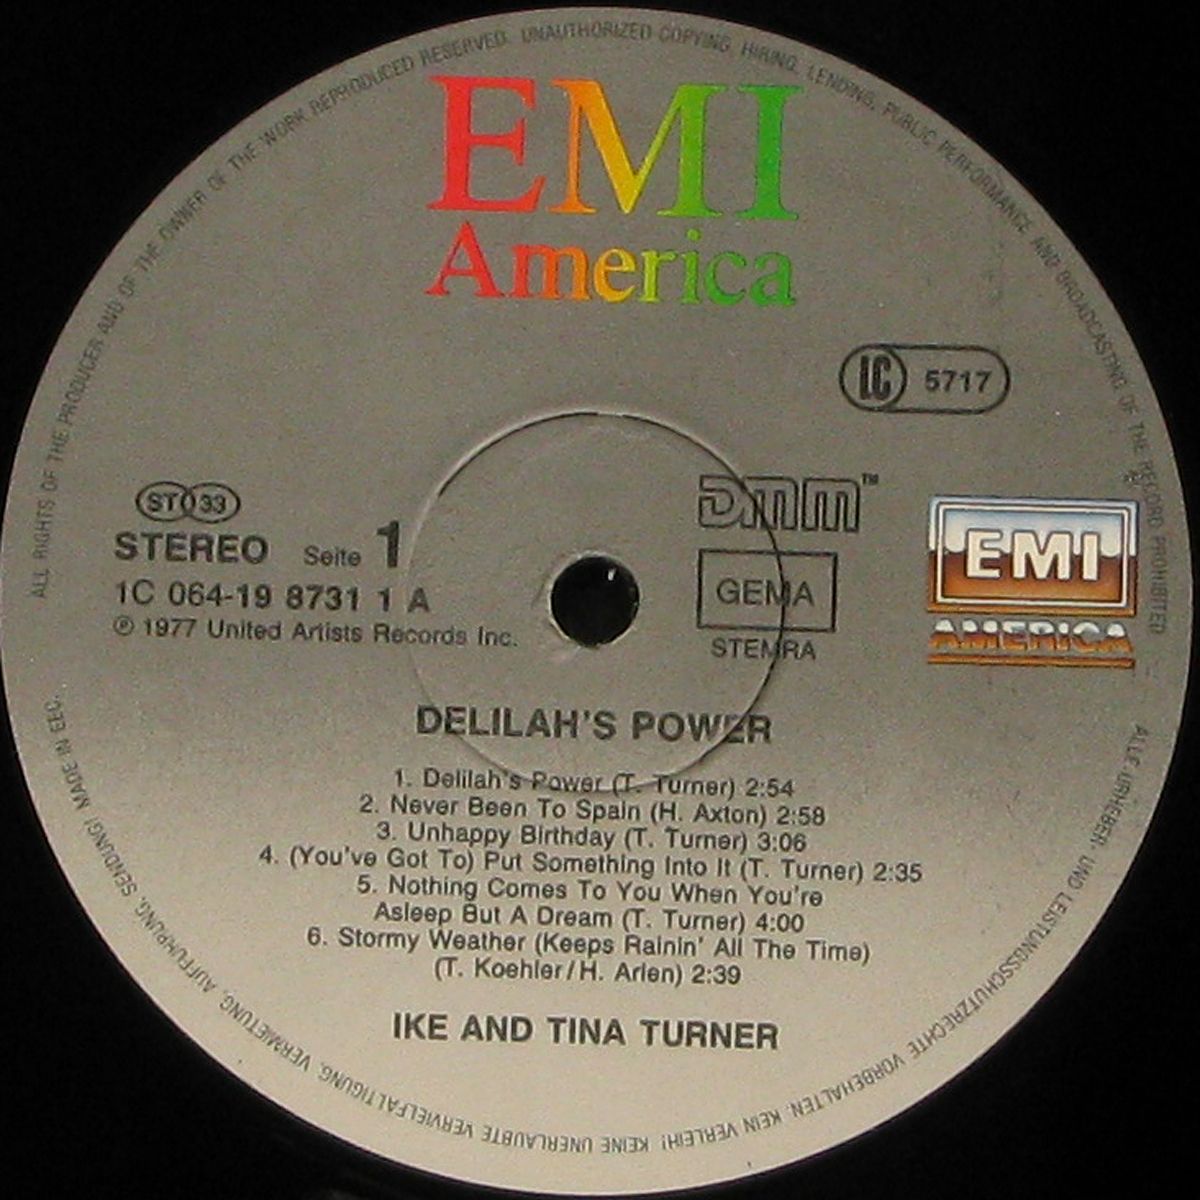 ALL RIGHTS OF THE PRODUCER AND OF THE OWNER OF THE WORK REPRODUCED RESERVED. UNAUTHORIZED COPYING, HIRING, LENDING, PUBLIC PERFORMANCE AND BROADCASTING OF THE RECORD PROHIBITED
EMI
America
LC 5717
ST 33
STEREO Seite 1
1C 064-19 8731 1 A
℗ 1977 United Artists Records Inc.
DMM™
GEMA
STEMRA
EMI
AMERICA
DELILAH'S POWER
1. Delilah's Power (T. Turner) 2:54
2. Never Been To Spain (H. Axton) 2:58
3. Unhappy Birthday (T. Turner) 3:06
4. (You've Got To) Put Something Into It (T. Turner) 2:35
5. Nothing Comes To You When You're
Asleep But A Dream (T. Turner) 4:00
6. Stormy Weather (Keeps Rainin' All The Time)
(T. Koehler/H. Arlen) 2:39
IKE AND TINA TURNER
ALLE URHEBER- UND LEISTUNGSSCHUTZRECHTE VORBEHALTEN. KEIN VERLEIH! KEINE UNERLAUBTE VERVIELFÄLTIGUNG, VERMIETUNG, AUFFÜHRUNG, SENDUNG! MADE IN EEC.